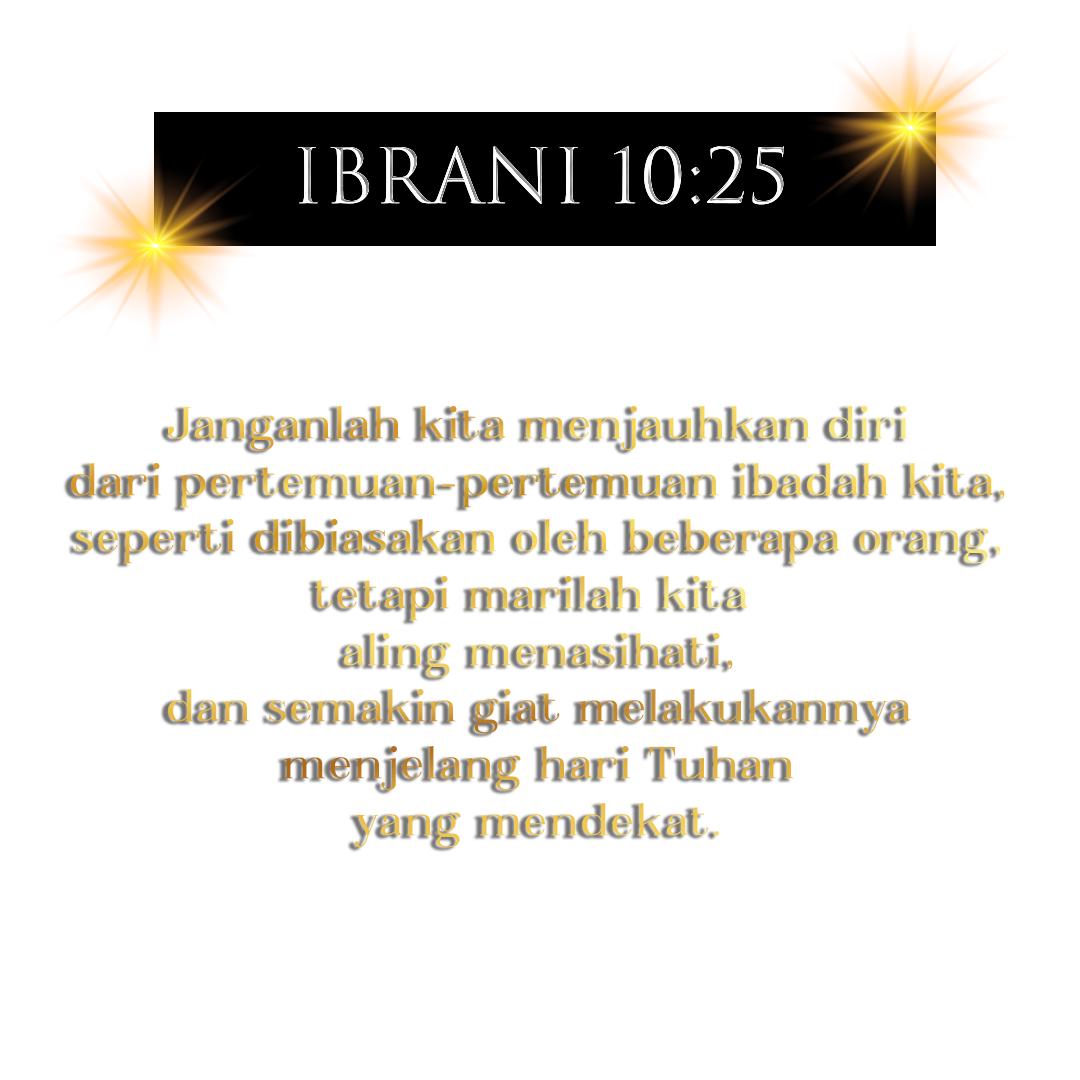 IBRANI 10:25
Janganlah kita menjauhkan diri
dari pertemuan-pertemuan ibadah kita,
seperti dibiasakan oleh beberapa orang,
tetapi marilah kita
aling menasihati,
dan semakin giat melakukannya
menjelang hari Tuhan
yang mendekat.